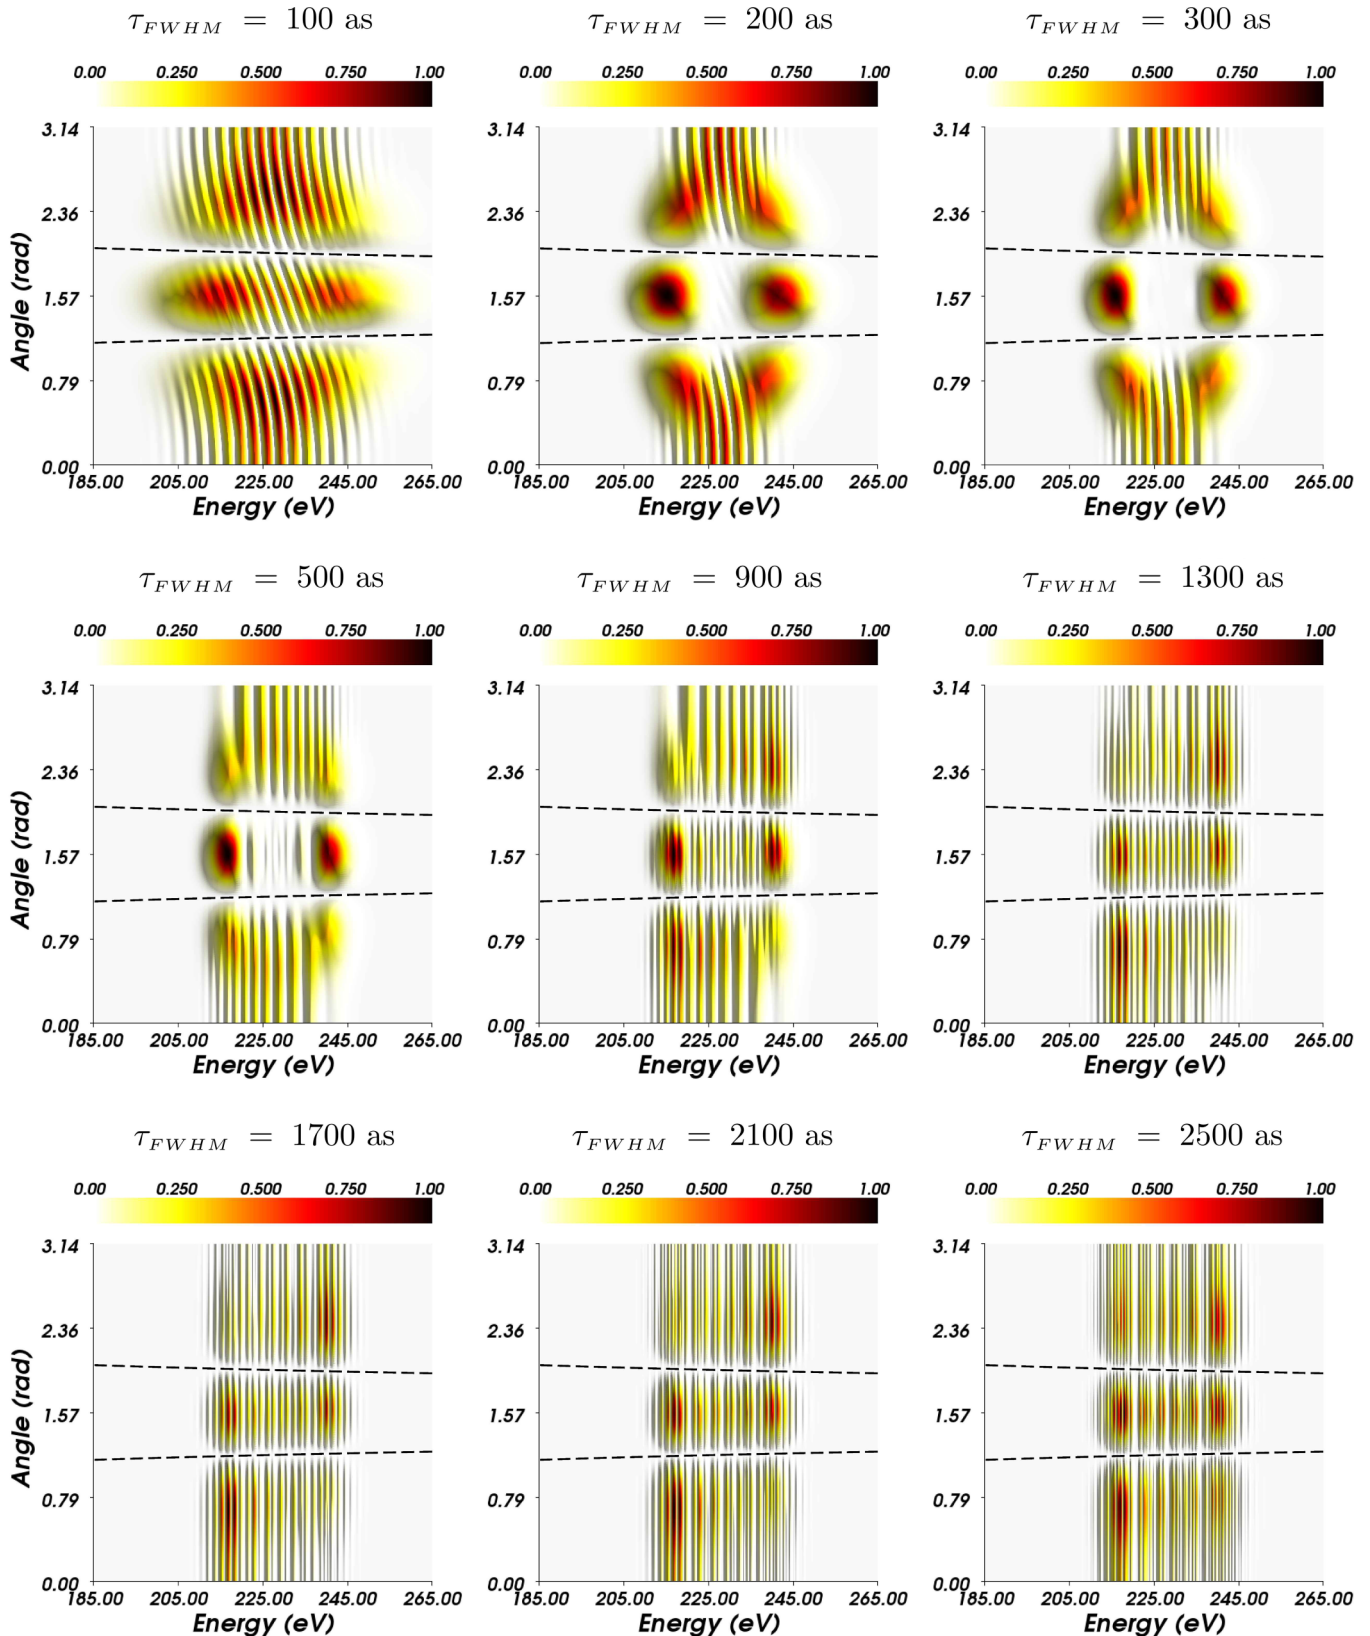 τFWHM = 100 as τFWHM = 200 as τFWHM = 300 as
0.00 0.250 0.500 0.750 1.00 0.00 0.250 0.500 0.750 1.00 0.00 0.250 0.500 0.750 1.00
3.14 3.14 3.14
2.36 2.36 2.36
Angle (rad)
1.57 1.57 1.57
0.79 0.79 0.79
0.00 0.00 0.00
185.00 205.00 225.00 245.00 265.00 185.00 205.00 225.00 245.00 265.00 185.00 205.00 225.00 245.00 265.00
Energy (eV) Energy (eV) Energy (eV)
τFWHM = 500 as τFWHM = 900 as τFWHM = 1300 as
0.00 0.250 0.500 0.750 1.00 0.00 0.250 0.500 0.750 1.00 0.00 0.250 0.500 0.750 1.00
3.14 3.14 3.14
2.36 2.36 2.36
Angle (rad)
1.57 1.57 1.57
0.79 0.79 0.79
0.00 0.00 0.00
185.00 205.00 225.00 245.00 265.00 185.00 205.00 225.00 245.00 265.00 185.00 205.00 225.00 245.00 265.00
Energy (eV) Energy (eV) Energy (eV)
τFWHM = 1700 as τFWHM = 2100 as τFWHM = 2500 as
0.00 0.250 0.500 0.750 1.00 0.00 0.250 0.500 0.750 1.00 0.00 0.250 0.500 0.750 1.00
3.14 3.14 3.14
2.36 2.36 2.36
Angle (rad)
1.57 1.57 1.57
0.79 0.79 0.79
0.00 0.00 0.00
185.00 205.00 225.00 245.00 265.00 185.00 205.00 225.00 245.00 265.00 185.00 205.00 225.00 245.00 265.00
Energy (eV) Energy (eV) Energy (eV)